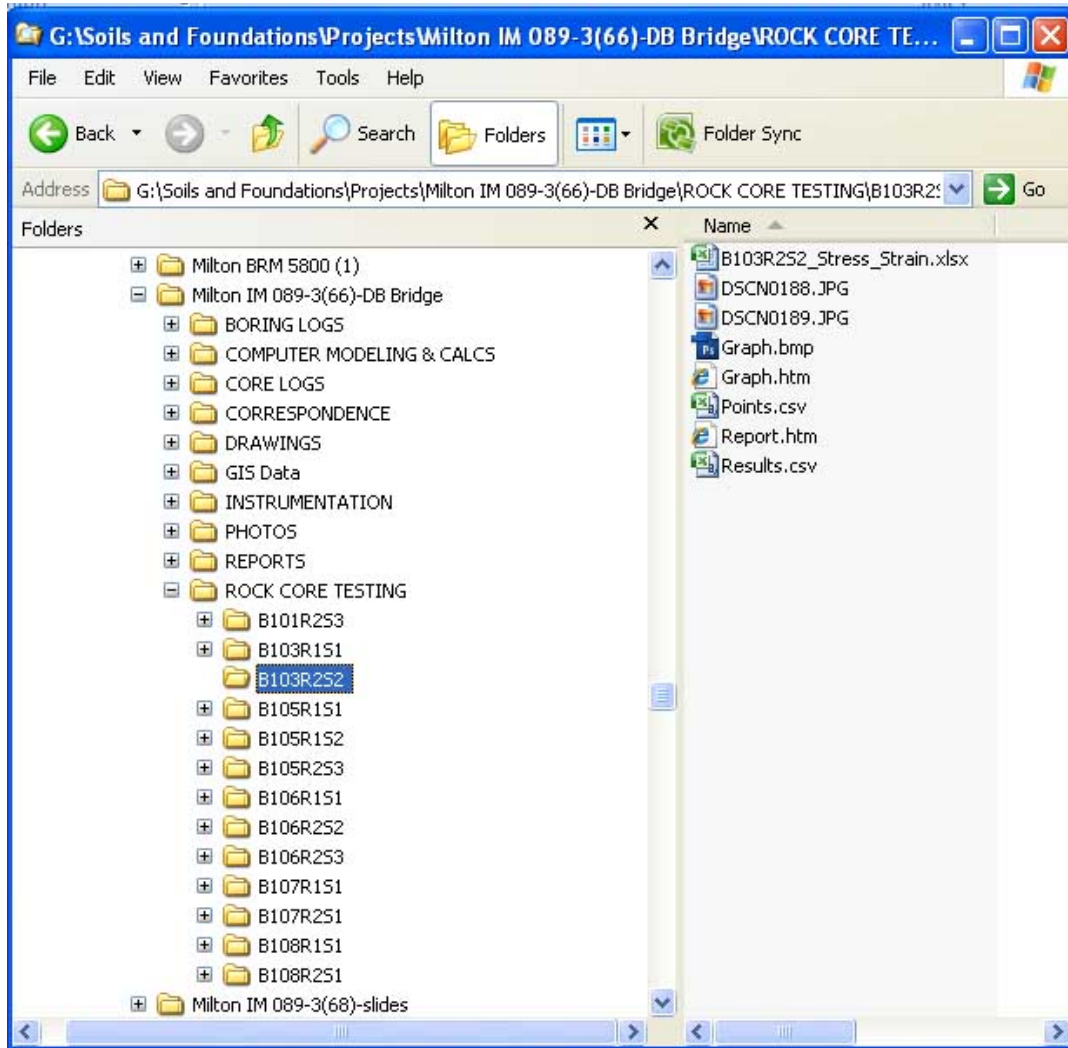 G:\Soils and Foundations\Projects\Milton IM 089-3(66)-DB Bridge\ROCK CORE TE...
File Edit View Favorites Tools Help
Back Search Folders Folder Sync
Address G:\Soils and Foundations\Projects\Milton IM 089-3(66)-DB Bridge\ROCK CORE TESTING\B103R2S Go
Folders
Milton BRM 5800 (1)
Milton IM 089-3(66)-DB Bridge
BORING LOGS
COMPUTER MODELING & CALCS
CORE LOGS
CORRESPONDENCE
DRAWINGS
GIS Data
INSTRUMENTATION
PHOTOS
REPORTS
ROCK CORE TESTING
B101R2S3
B103R1S1
B103R2S2
B105R1S1
B105R1S2
B105R2S3
B106R1S1
B106R2S2
B106R2S3
B107R1S1
B107R2S1
B108R1S1
B108R2S1
Milton IM 089-3(68)-slides
Name
B103R2S2_Stress_Strain.xlsx
DSCN0188.JPG
DSCN0189.JPG
Graph.bmp
Graph.htm
Points.csv
Report.htm
Results.csv